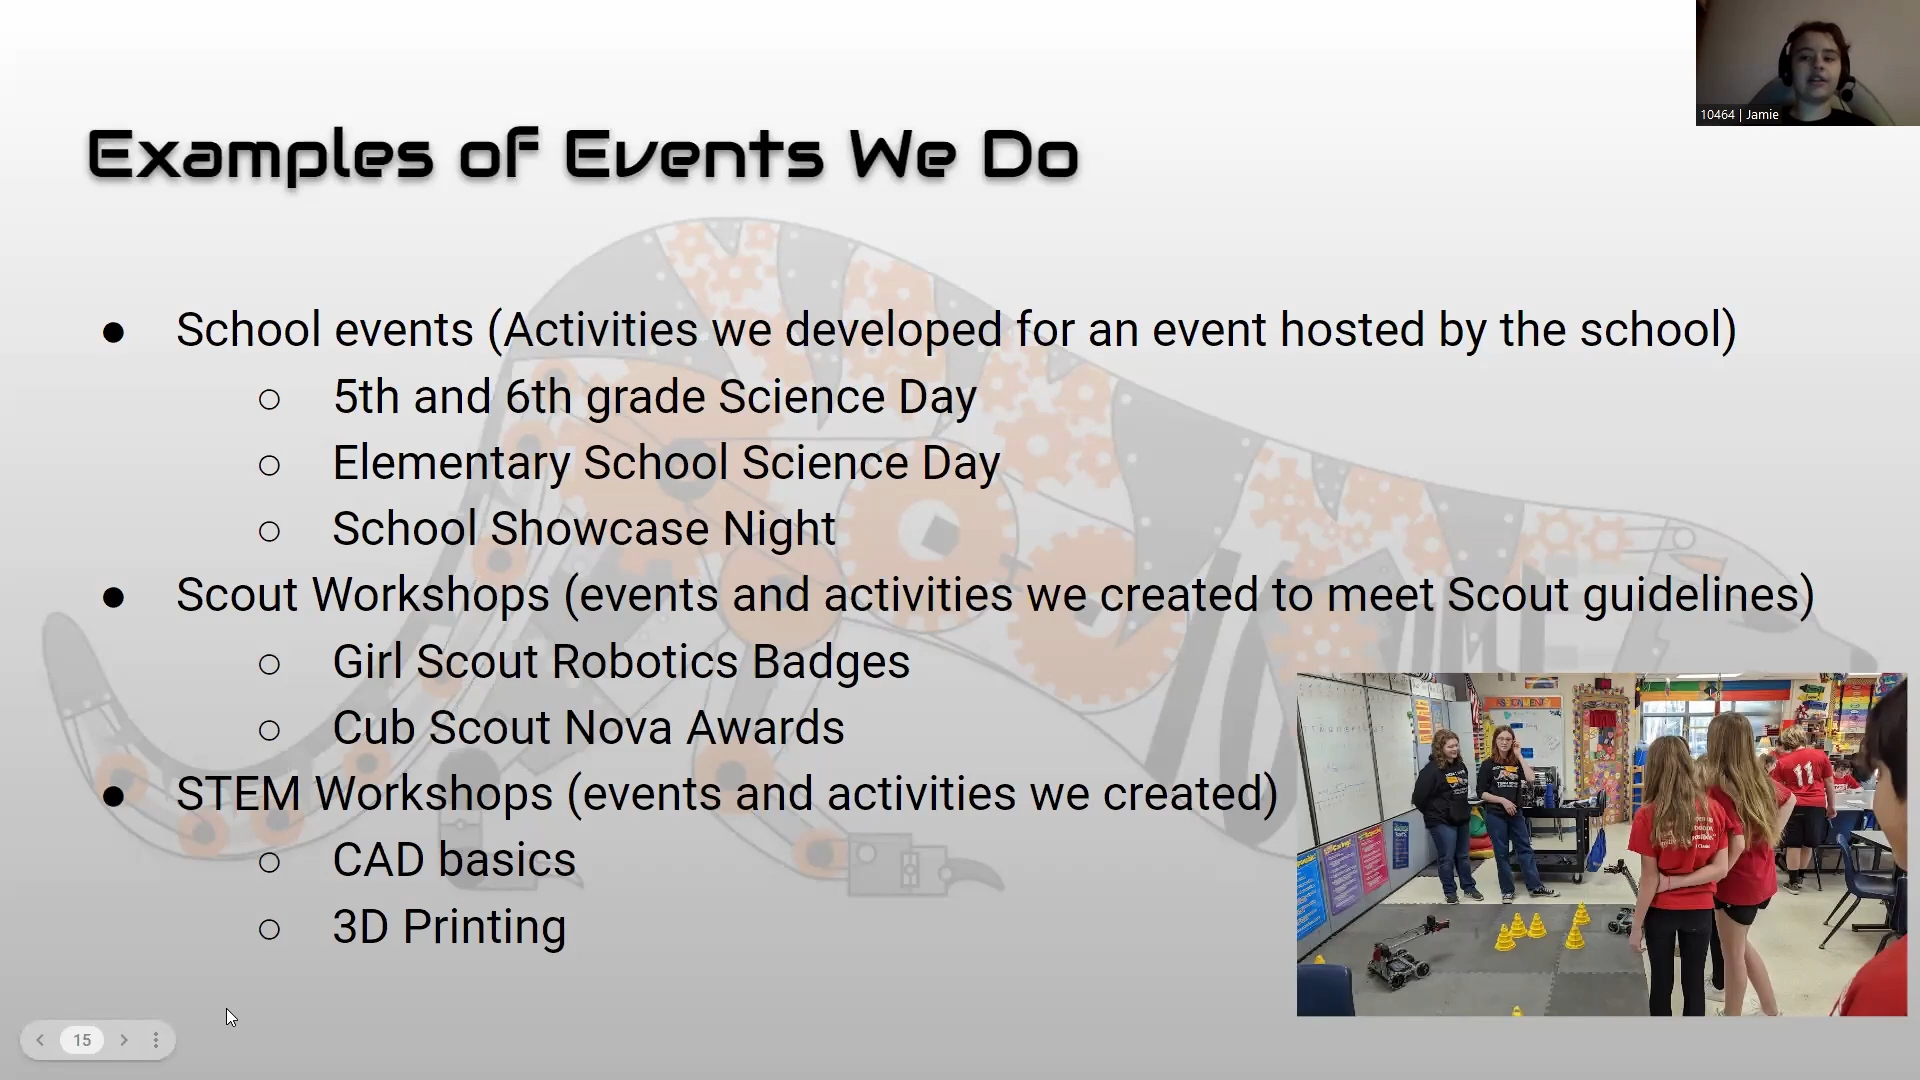 10464 | Jamie
Examples of Events We Do
● School events (Activities we developed for an event hosted by the school)
○ 5th and 6th grade Science Day
○ Elementary School Science Day
○ School Showcase Night
● Scout Workshops (events and activities we created to meet Scout guidelines)
○ Girl Scout Robotics Badges
○ Cub Scout Nova Awards
● STEM Workshops (events and activities we created)
○ CAD basics
○ 3D Printing
11
15